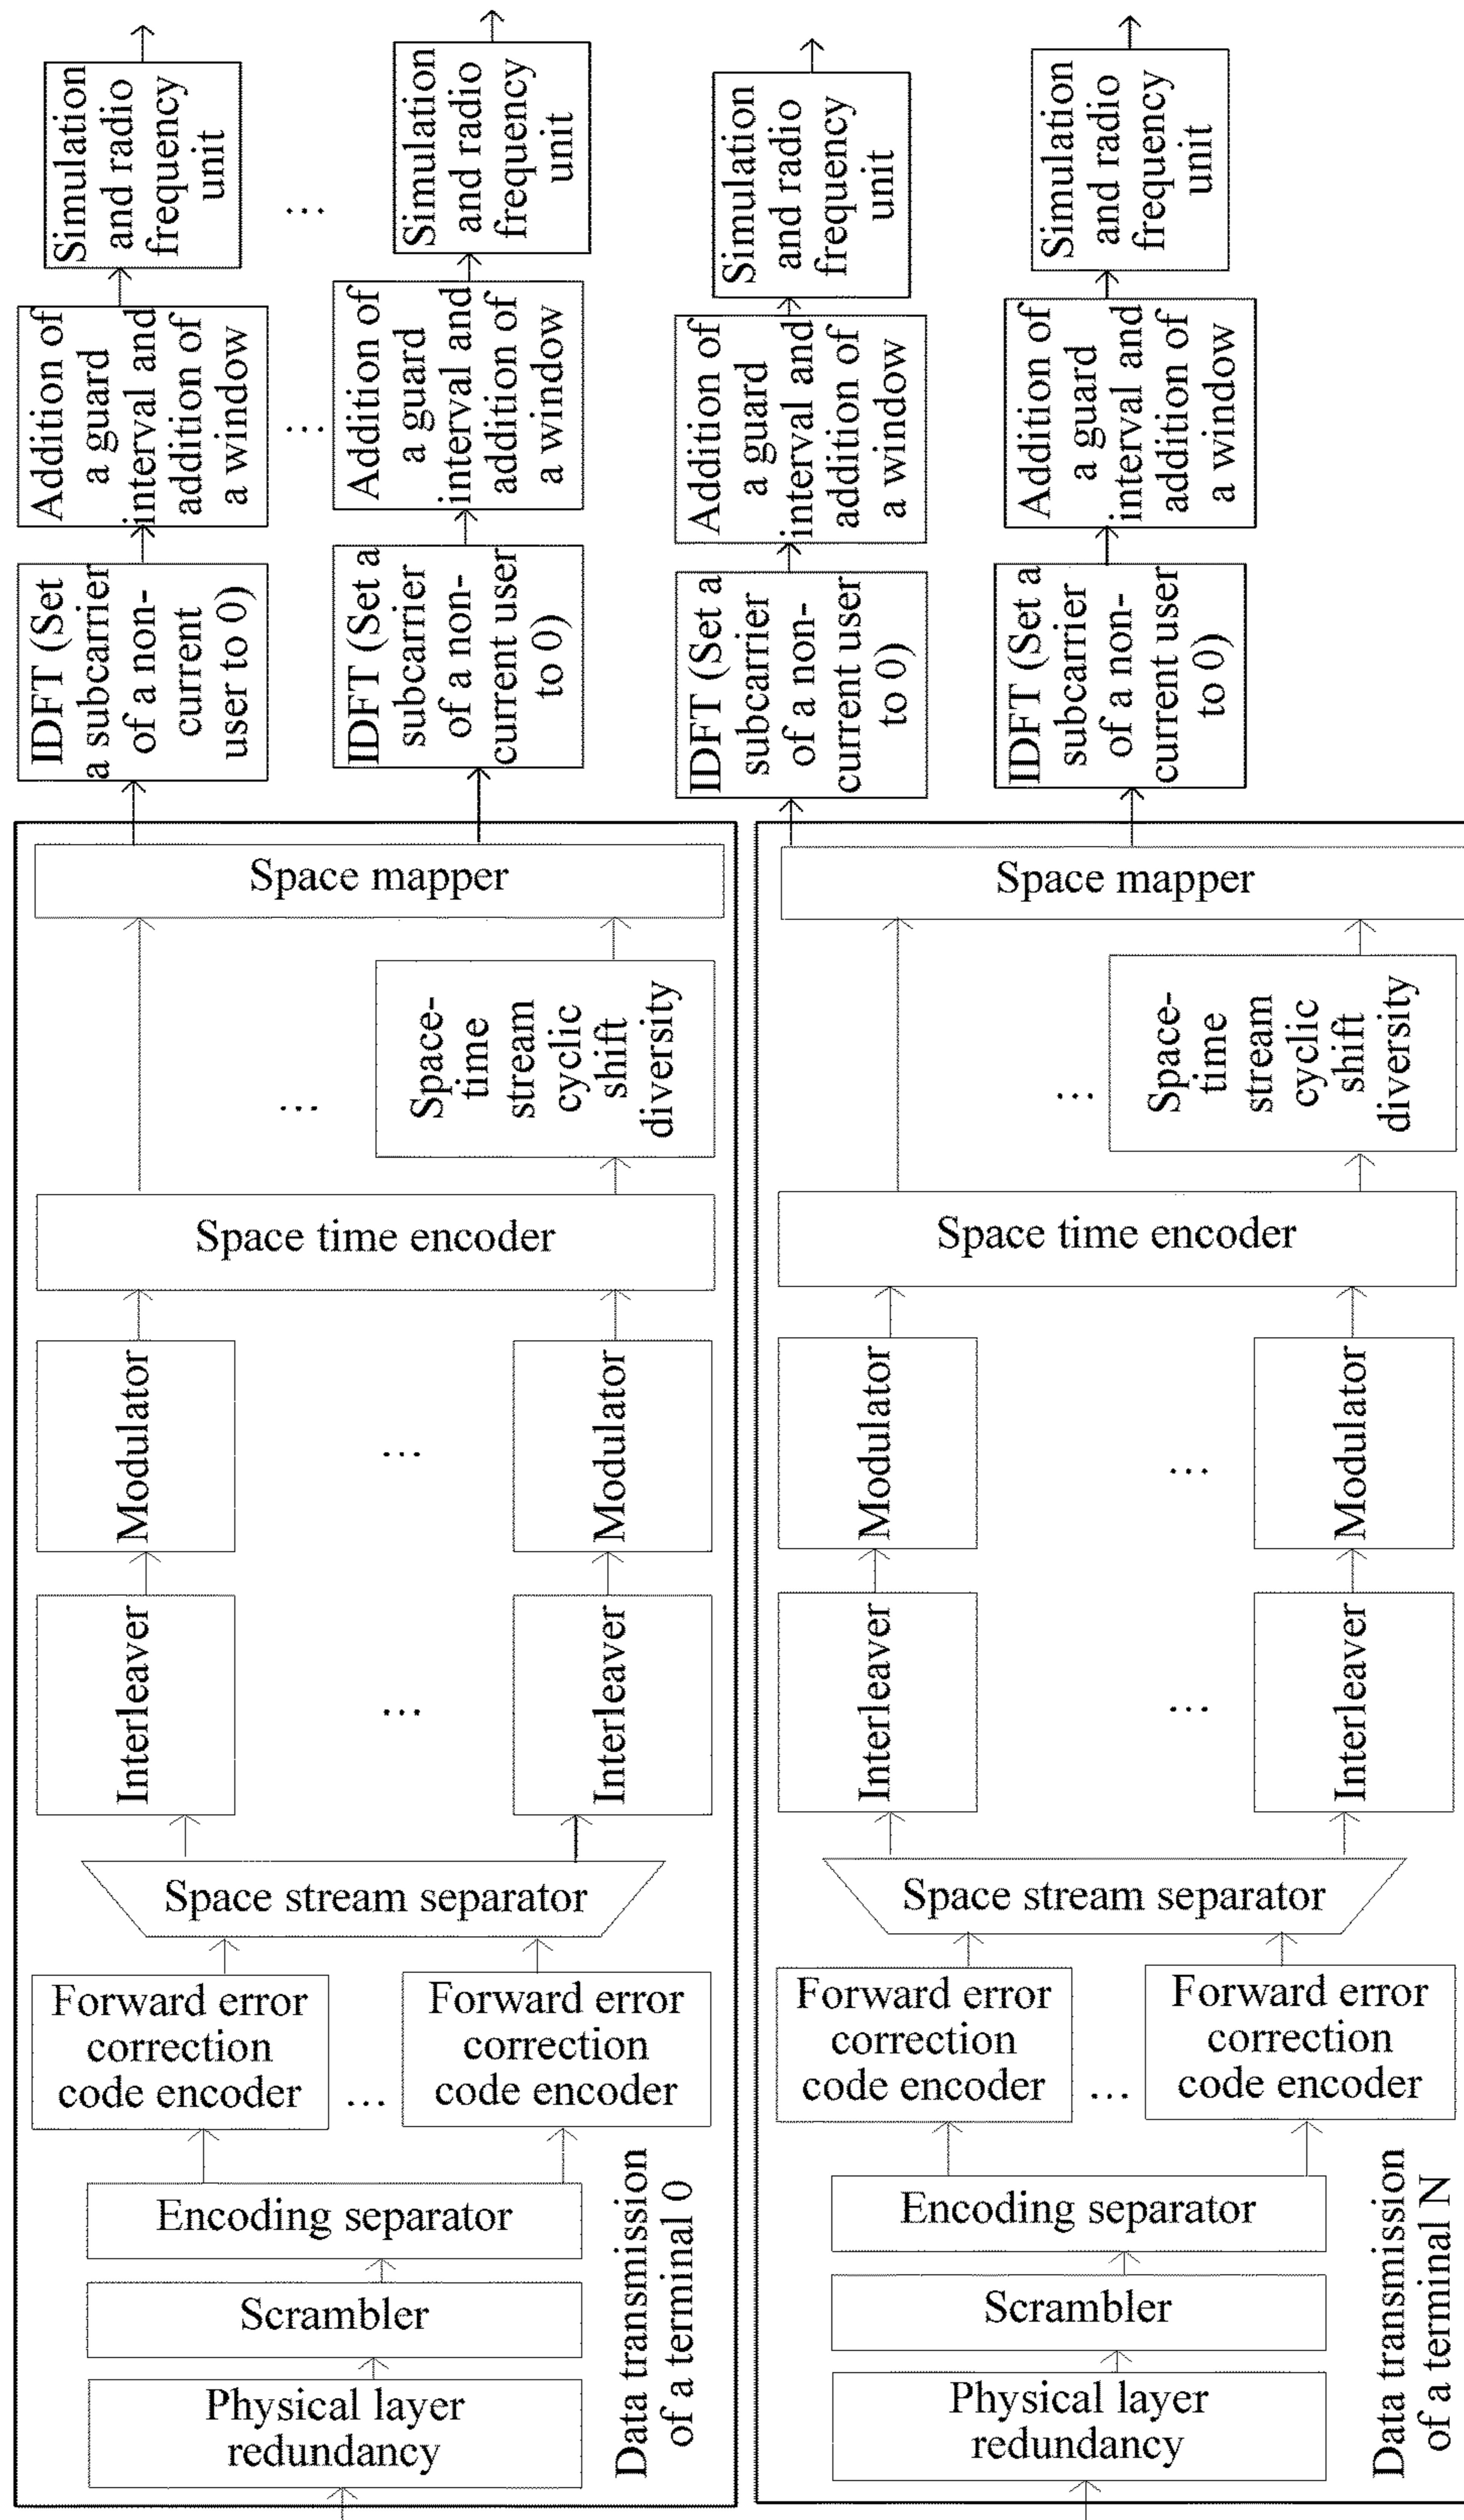 Simulation
and radio
frequency
unit
Simulation
and radio
frequency
unit
Simulation
and radio
frequency
unit
Simulation
and radio
frequency
unit
...
Addition of
a guard
interval and
addition of
a window
...
Addition of
a guard
interval and
addition of
a window
Addition of
a guard
interval and
addition of
a window
Addition of
a guard
interval and
addition of
a window
IDFT (Set
a subcarrier
of a non-
current
user to 0)
IDFT (Set a
subcarrier
of a non-
current user
to 0)
IDFT (Set a
subcarrier
of a non-
current user
to 0)
IDFT (Set a
subcarrier
of a non-
current user
to 0)
Space mapper
...
Space-
time
stream
cyclic
shift
diversity
Space time encoder
Modulator
...
Modulator
Interleaver
...
Interleaver
Space stream separator
Forward error
correction
code encoder
...
Forward error
correction
code encoder
Encoding separator
Scrambler
Physical layer
redundancy
Data transmission
of a terminal 0
Space mapper
...
Space-
time
stream
cyclic
shift
diversity
Space time encoder
Modulator
...
Modulator
Interleaver
...
Interleaver
Space stream separator
Forward error
correction
code encoder
...
Forward error
correction
code encoder
Encoding separator
Scrambler
Physical layer
redundancy
Data transmission
of a terminal N